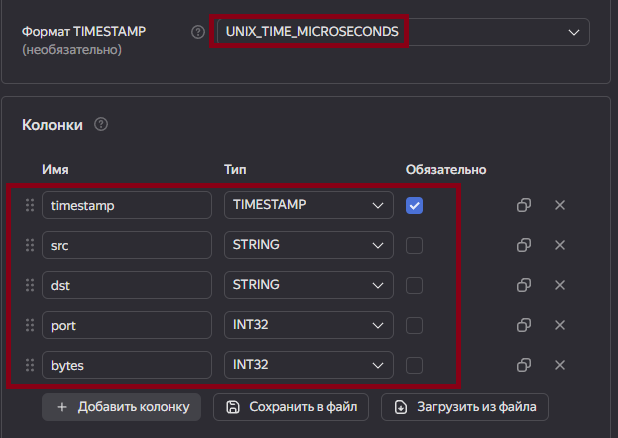 Формат TIMESTAMP UNIX_TIME_MICROSECONDS
(необязательно)
Колонки
Имя Тип Обязательно
timestamp TIMESTAMP
src STRING
dst STRING
port INT32
bytes INT32
+ Добавить колонку Сохранить в файл Загрузить из файла